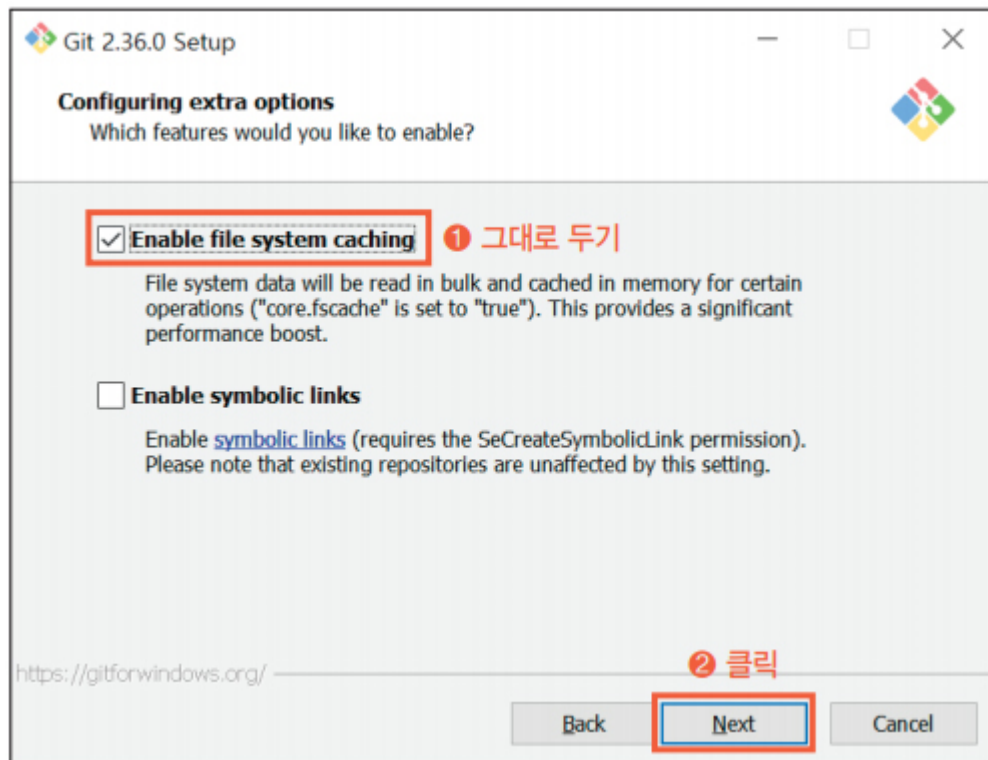 Git 2.36.0 Setup
Configuring extra options
Which features would you like to enable?
Enable file system caching ❶ 그대로 두기
File system data will be read in bulk and cached in memory for certain
operations ("core.fscache" is set to "true"). This provides a significant
performance boost.
Enable symbolic links
Enable symbolic links (requires the SeCreateSymbolicLink permission).
Please note that existing repositories are unaffected by this setting.
https://gitforwindows.org/
❷ 클릭
Back Next Cancel